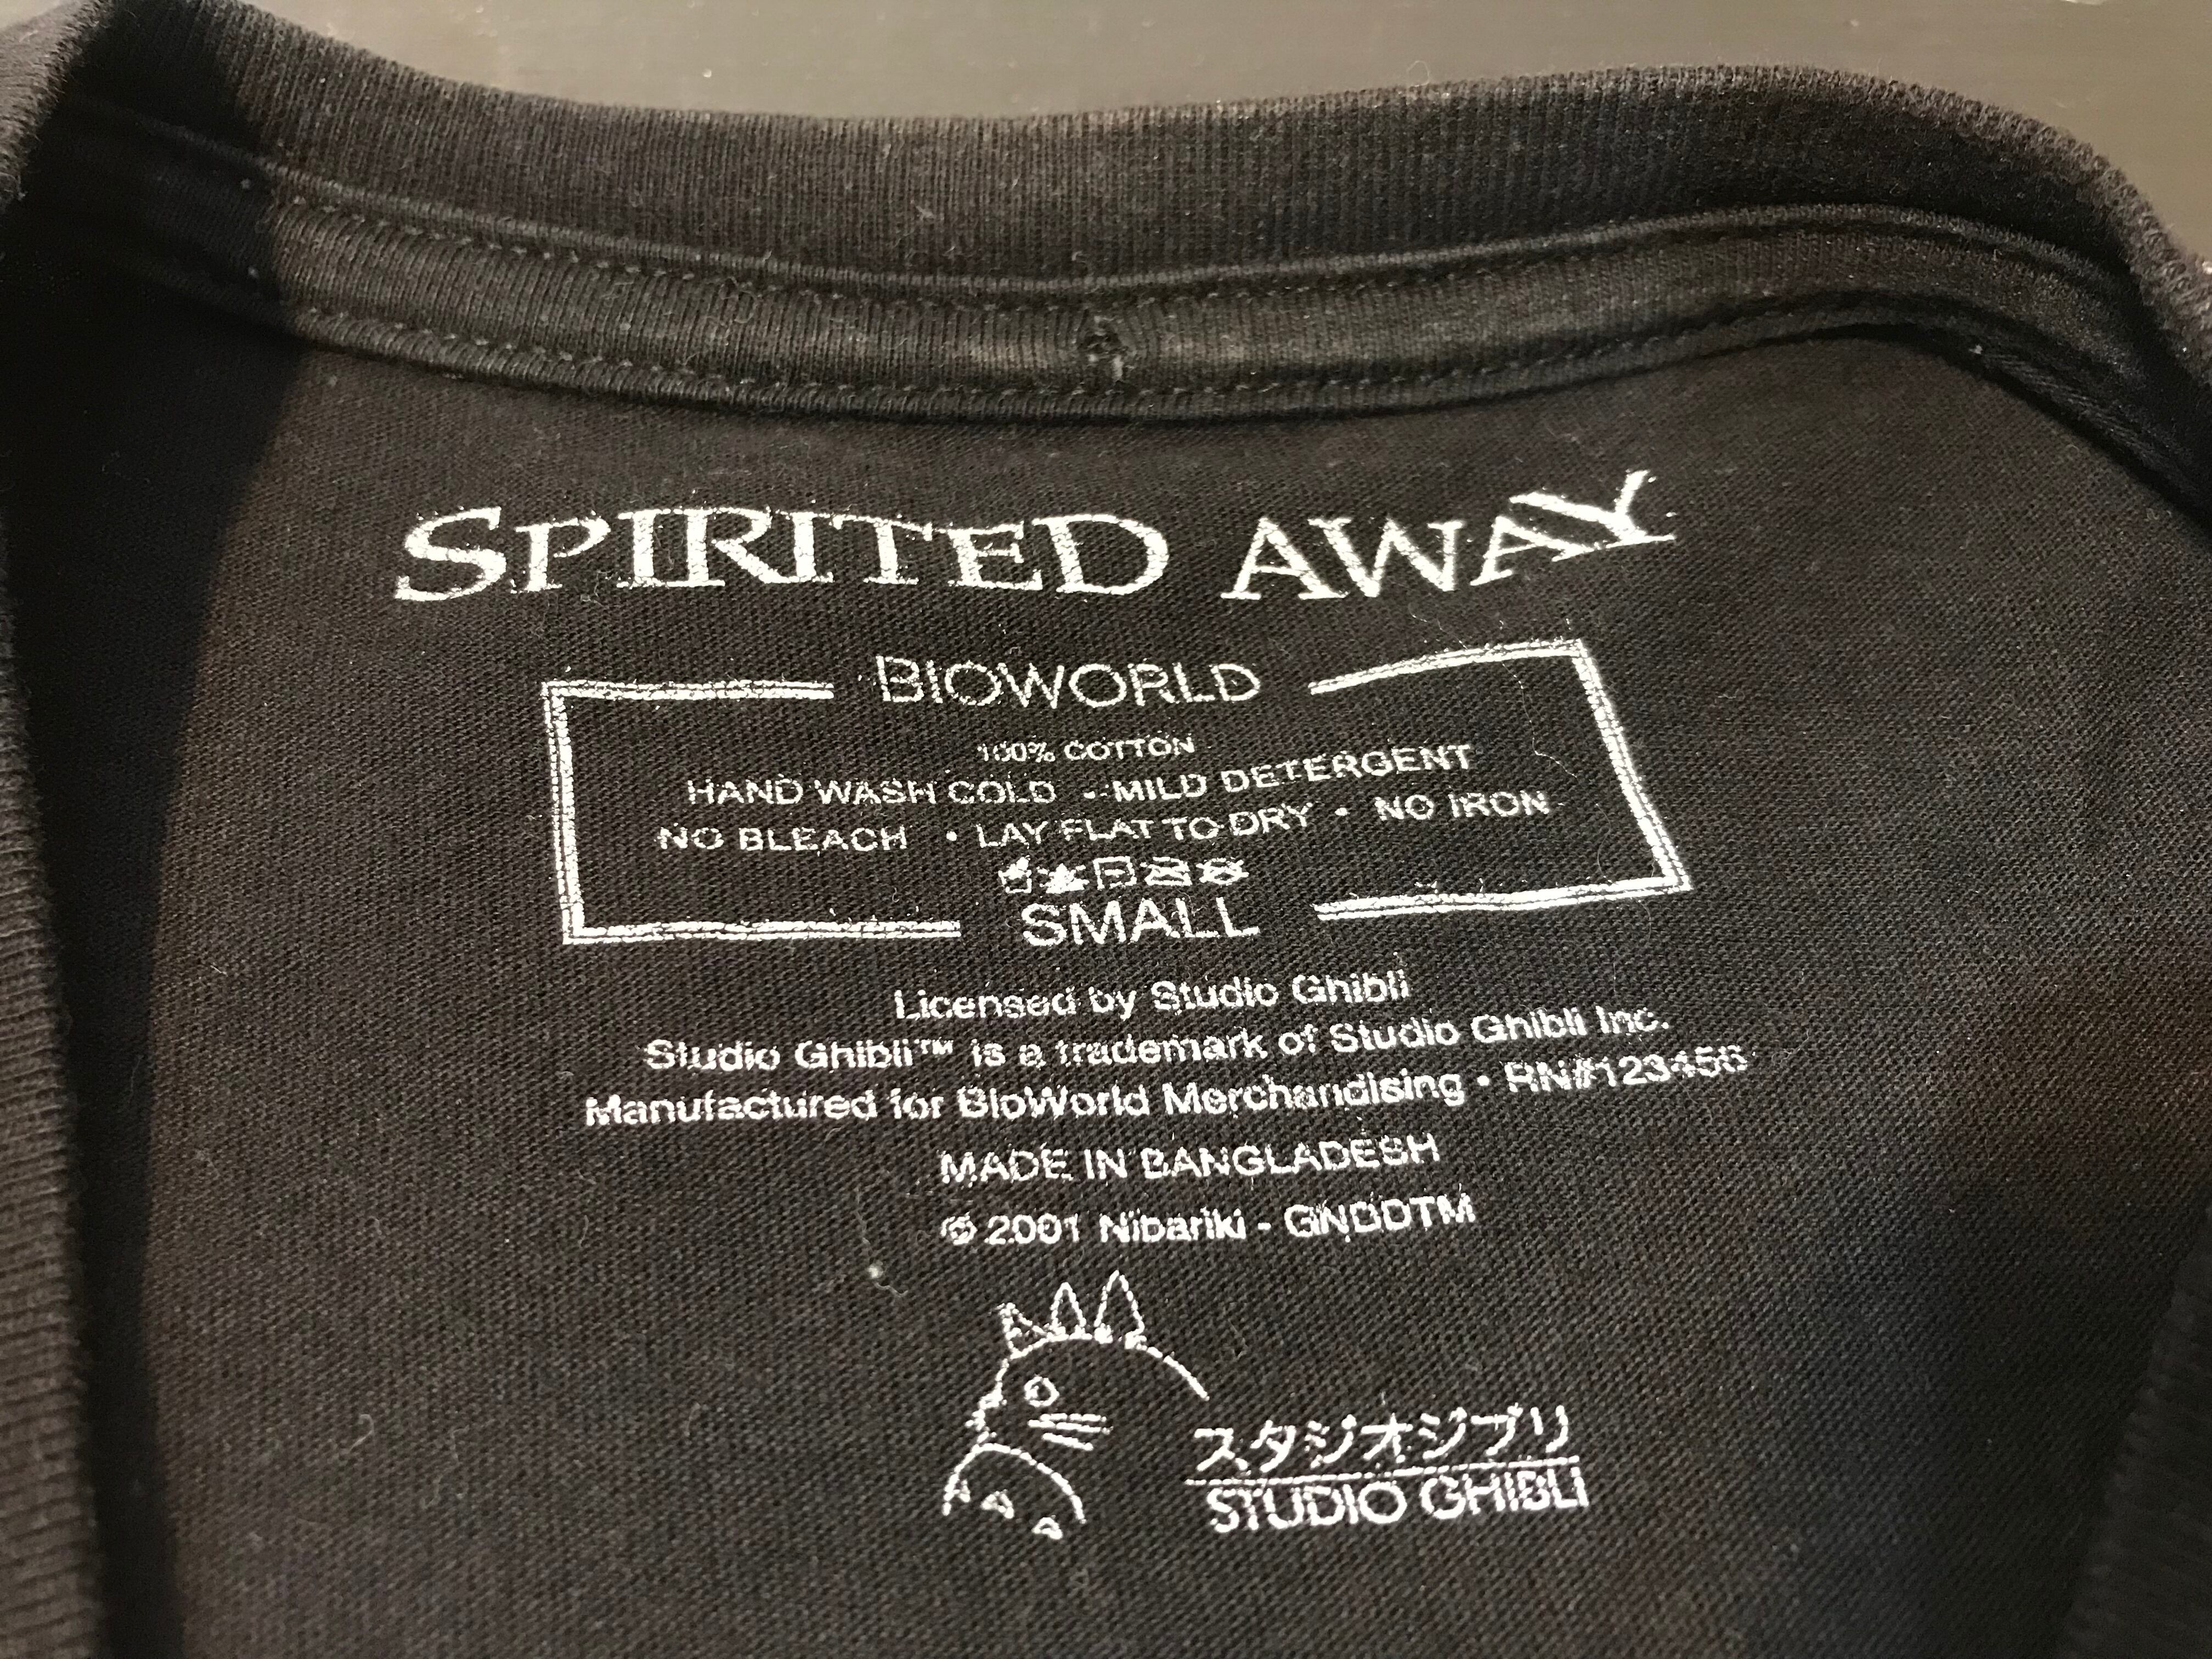 SPIRITED AWAY
BIOWORLD
100% COTTON
HAND WASH COLD • MILD DETERGENT
NO BLEACH • LAY FLAT TO DRY • NO IRON
SMALL
Licensed by Studio Ghibli
Studio Ghibli™ is a trademark of Studio Ghibli Inc.
Manufactured for BioWorld Merchandising • RN#123456
MADE IN BANGLADESH
© 2001 Nibariki - GNDDTM
スタジオジブリ
STUDIO GHIBLI